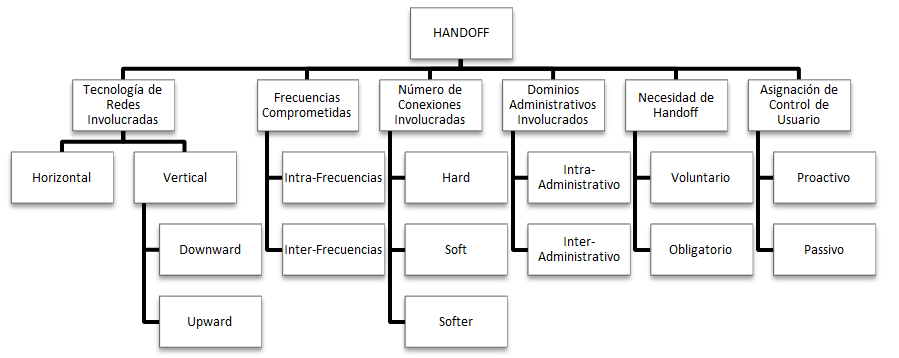 HANDOFF
Tecnología de
Redes
Involucradas
Frecuencias
Comprometidas
Número de
Conexiones
Involucradas
Dominios
Administrativos
Involucrados
Necesidad de
Handoff
Asignación de
Control de
Usuario
Horizontal
Vertical
Downward
Upward
Intra-Frecuencias
Inter-Frecuencias
Hard
Soft
Softer
Intra-
Administrativo
Inter-
Administrativo
Voluntario
Obligatorio
Proactivo
Passivo